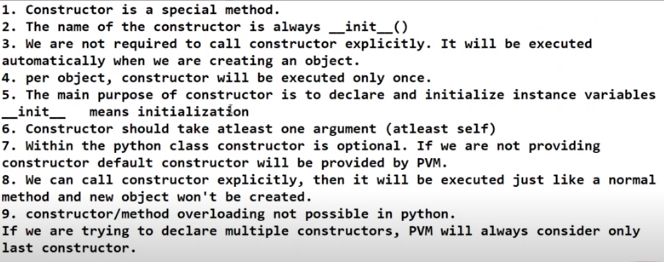 1. Constructor is a special method.
2. The name of the constructor is always __init__()
3. We are not required to call constructor explicitly. It will be executed
automatically when we are creating an object.
4. per object, constructor will be executed only once.
5. The main purpose of constructor is to declare and initialize instance variables
__init__   means initialization
6. Constructor should take atleast one argument (atleast self)
7. Within the python class constructor is optional. If we are not providing
constructor default constructor will be provided by PVM.
8. We can call constructor explicitly, then it will be executed just like a normal
method and new object won't be created.
9. constructor/method overloading not possible in python.
If we are trying to declare multiple constructors, PVM will always consider only
last constructor.